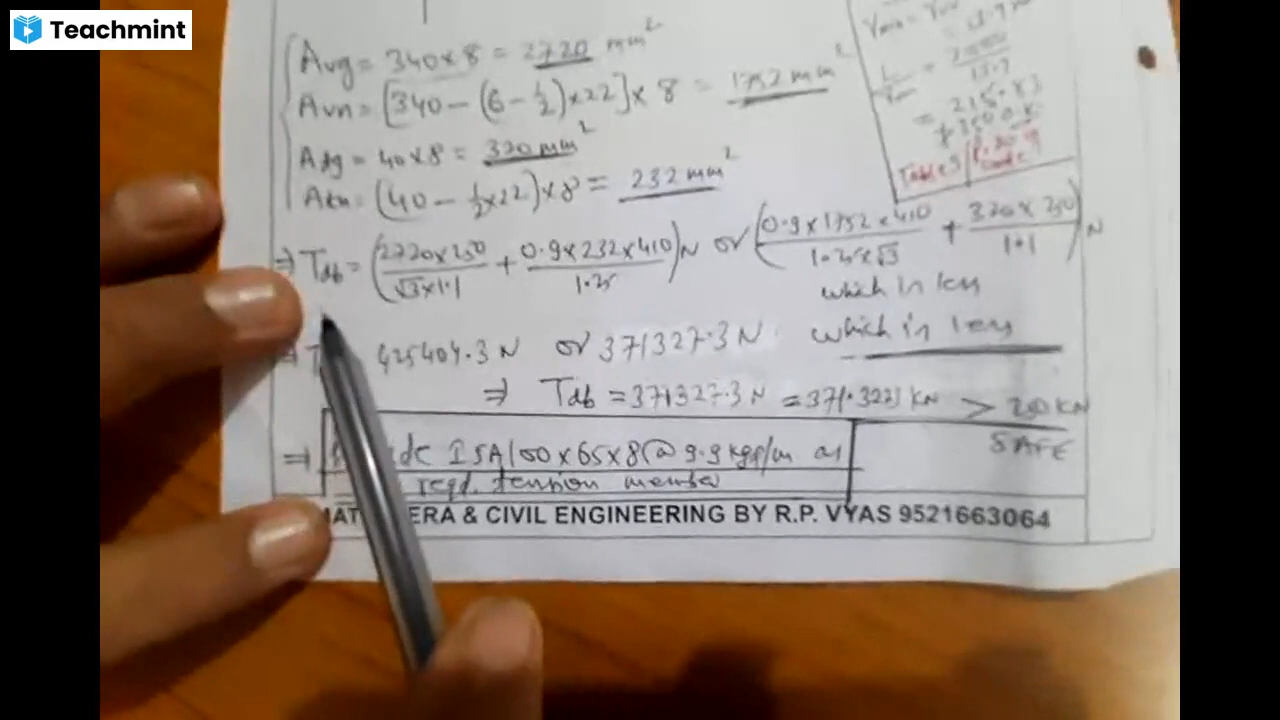 Teachmint
Avg = 340 × 8 = 2720 mm²
Avn = [340 − (6 − 1/2) × 22] × 8 = 1752 mm²
Atg = 40 × 8 = 320 mm²
Atn = (40 − 1/2 × 22) × 8 = 232 mm²
⇒ Tdb = (2720 × 250 / √3 × 1.1 + 0.9 × 232 × 410 / 1.25) N or (0.9 × 1752 × 410 / 1.25 × √3 + 320 × 250 / 1.1) N
which is less
425404.3 N or 371327.3 N which is less
⇒ Tdb = 371327.3 N = 371.3273 kN > 250 KN
SAFE
⇒ ISA 100 × 65 × 8 @ 9.9 kgf/m as
reqd. tension member
ERA & CIVIL ENGINEERING BY R.P. VYAS 9521663064